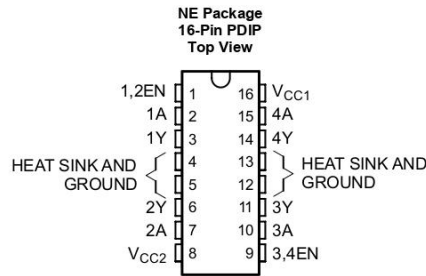 NE Package
16-Pin PDIP
Top View
1,2EN 1 16 VCC1
1A 2 15 4A
1Y 3 14 4Y
HEAT SINK AND
GROUND
4 13
5 12
HEAT SINK AND
GROUND
2Y 6 11 3Y
2A 7 10 3A
VCC2 8 9 3,4EN